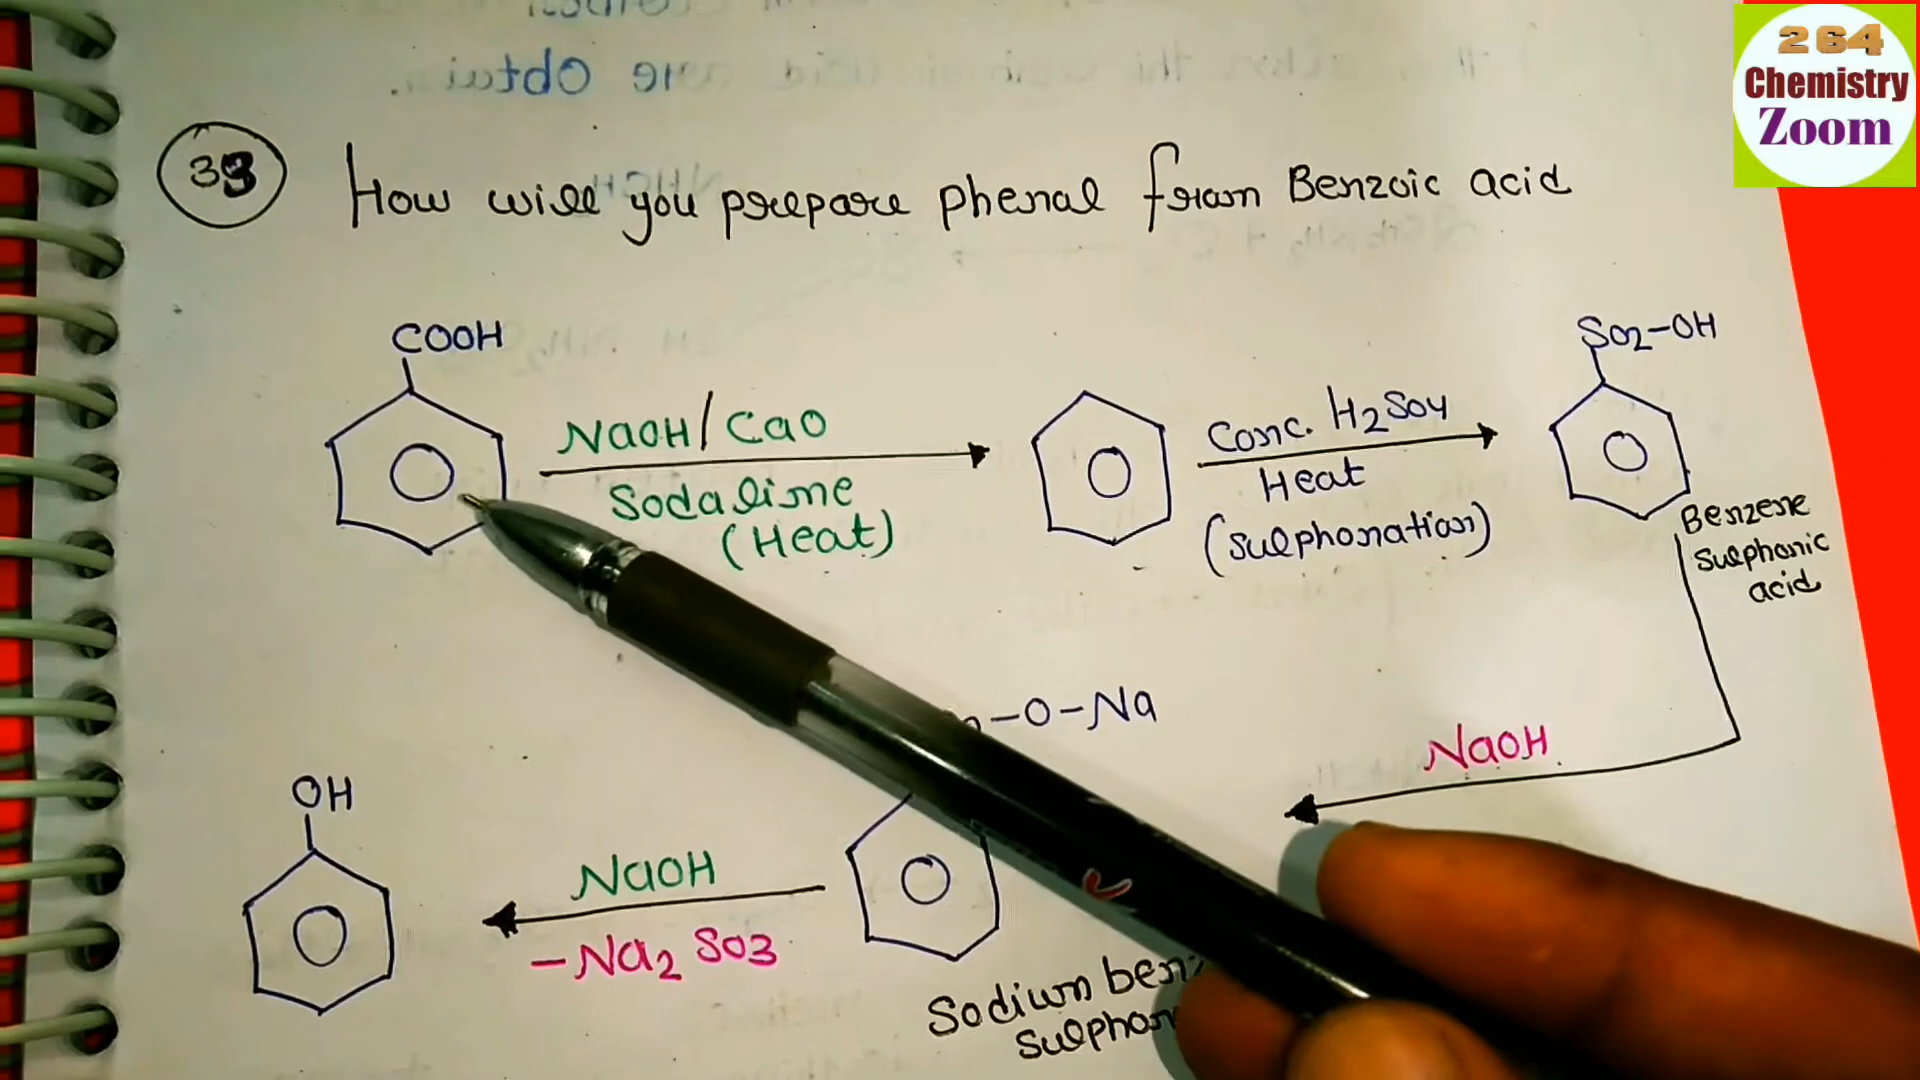 264
Chemistry
Zoom
33 How will you prepare phenol from Benzoic acid
COOH
NaOH/CaO
Sodalime
(Heat)
Conc. H2SO4
Heat
(sulphonation)
SO2-OH
Benzene
sulphonic
acid
-O-Na
NaOH
OH
NaOH
-Na2SO3
Sodium